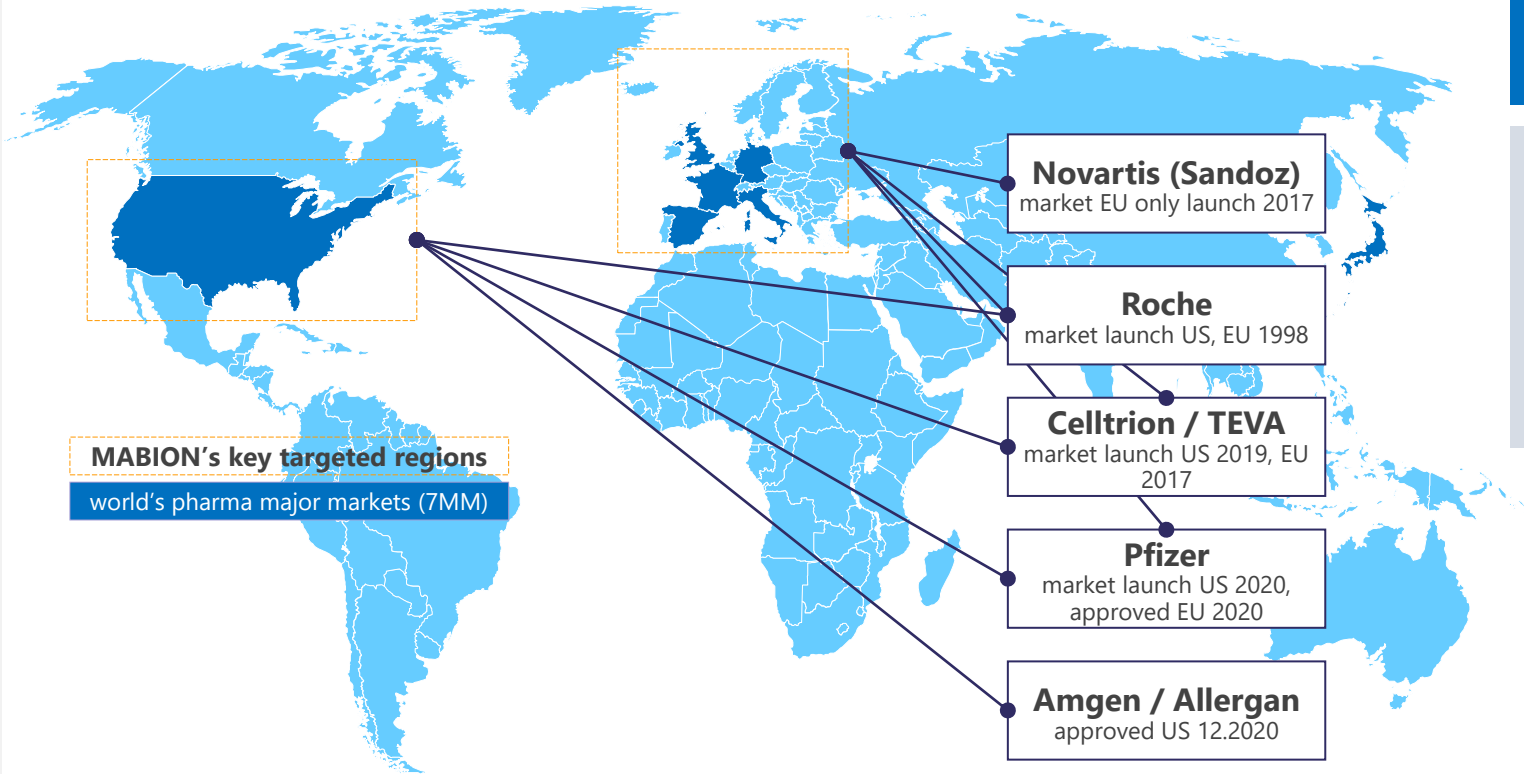 Novartis (Sandoz)
market EU only launch 2017
Roche
market launch US, EU 1998
Celltrion / TEVA
market launch US 2019, EU
2017
Pfizer
market launch US 2020,
approved EU 2020
Amgen / Allergan
approved US 12.2020
MABION's key targeted regions
world's pharma major markets (7MM)